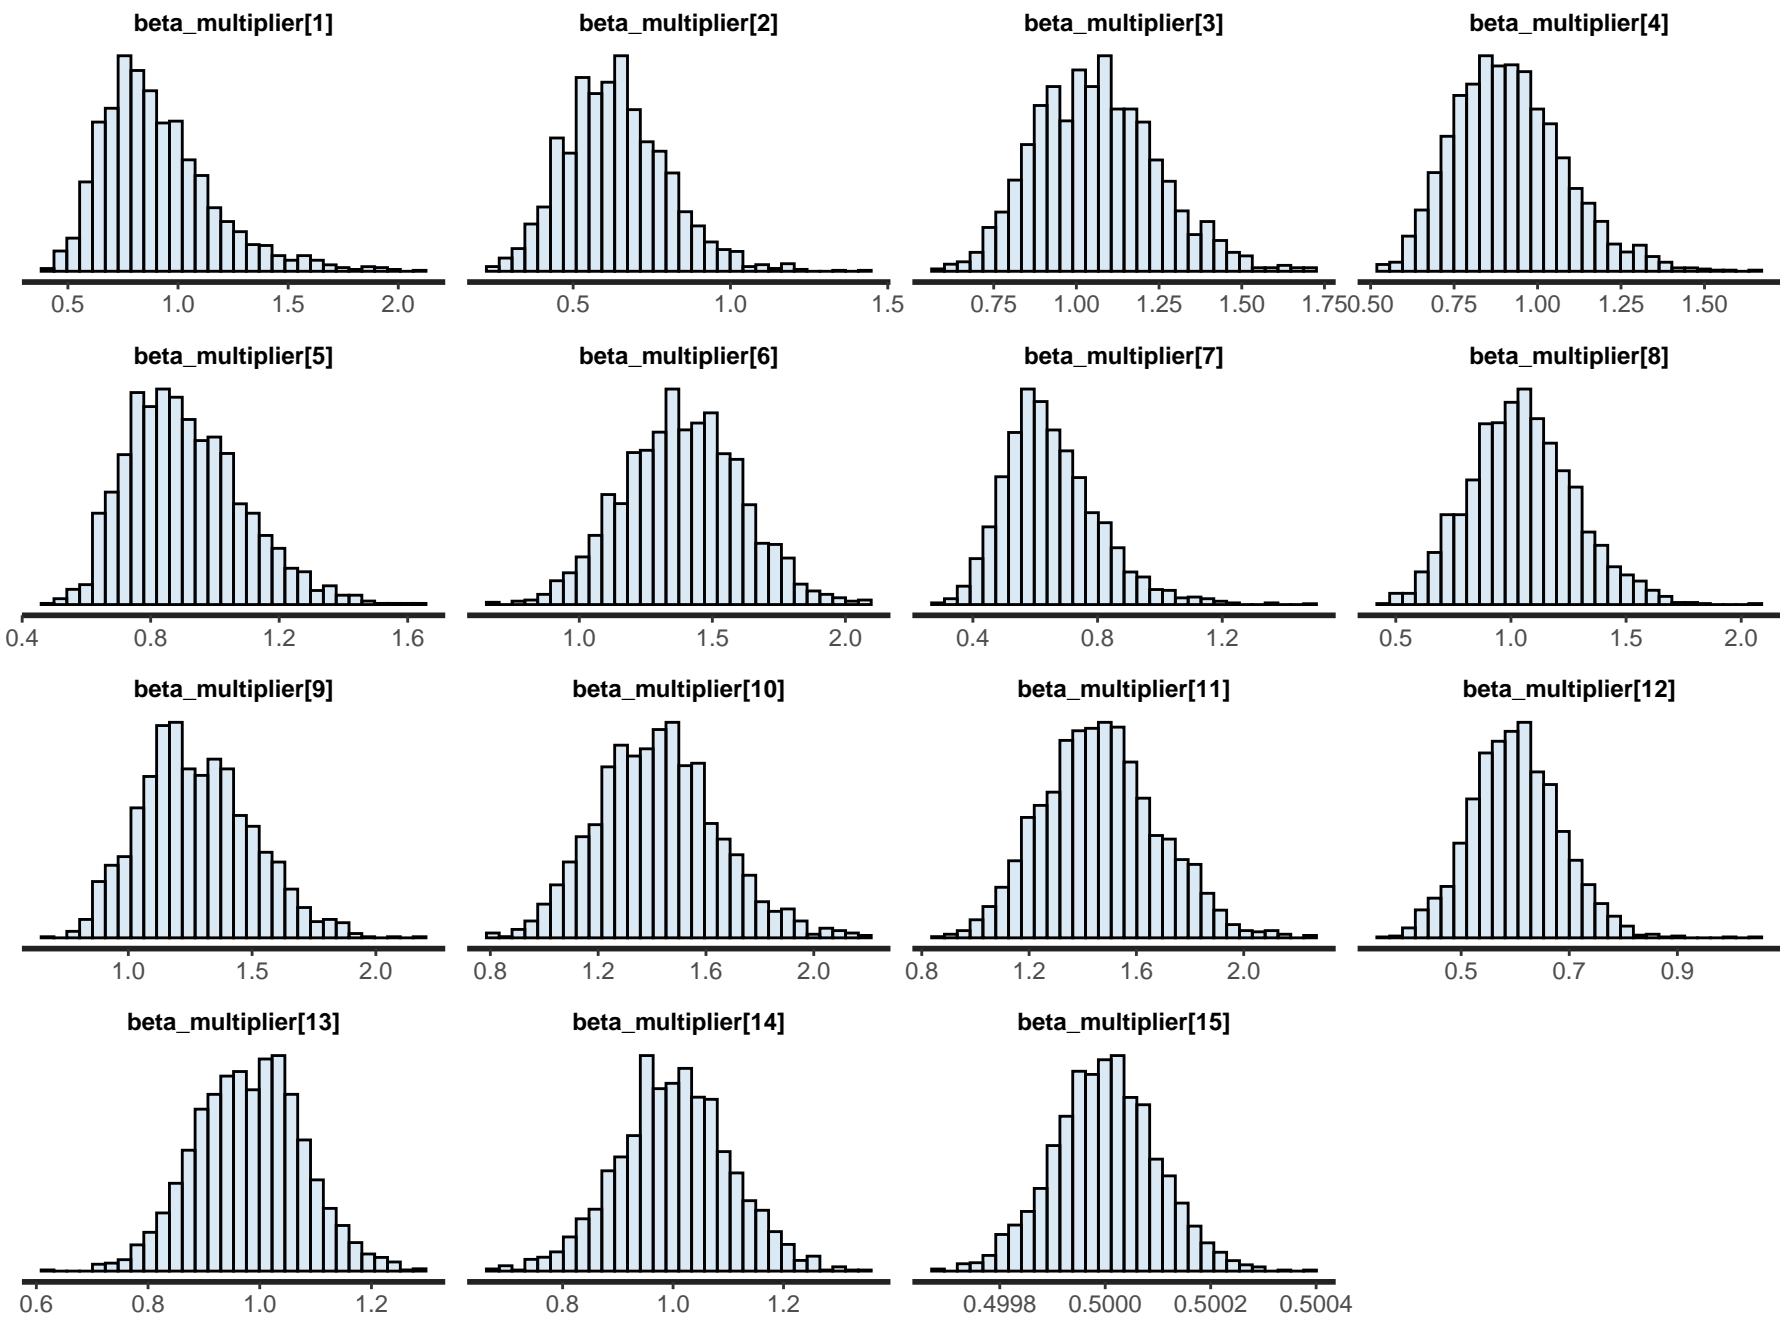 beta_multiplier[1] beta_multiplier[2] beta_multiplier[3] beta_multiplier[4]
0.5 1.0 1.5 2.0 0.5 1.0 1.5 0.75 1.00 1.25 1.50 1.75 0.50 0.75 1.00 1.25 1.50
beta_multiplier[5] beta_multiplier[6] beta_multiplier[7] beta_multiplier[8]
0.4 0.8 1.2 1.6 1.0 1.5 2.0 0.4 0.8 1.2 0.5 1.0 1.5 2.0
beta_multiplier[9] beta_multiplier[10] beta_multiplier[11] beta_multiplier[12]
1.0 1.5 2.0 0.8 1.2 1.6 2.0 0.8 1.2 1.6 2.0 0.5 0.7 0.9
beta_multiplier[13] beta_multiplier[14] beta_multiplier[15]
0.6 0.8 1.0 1.2 0.8 1.0 1.2 0.4998 0.5000 0.5002 0.5004